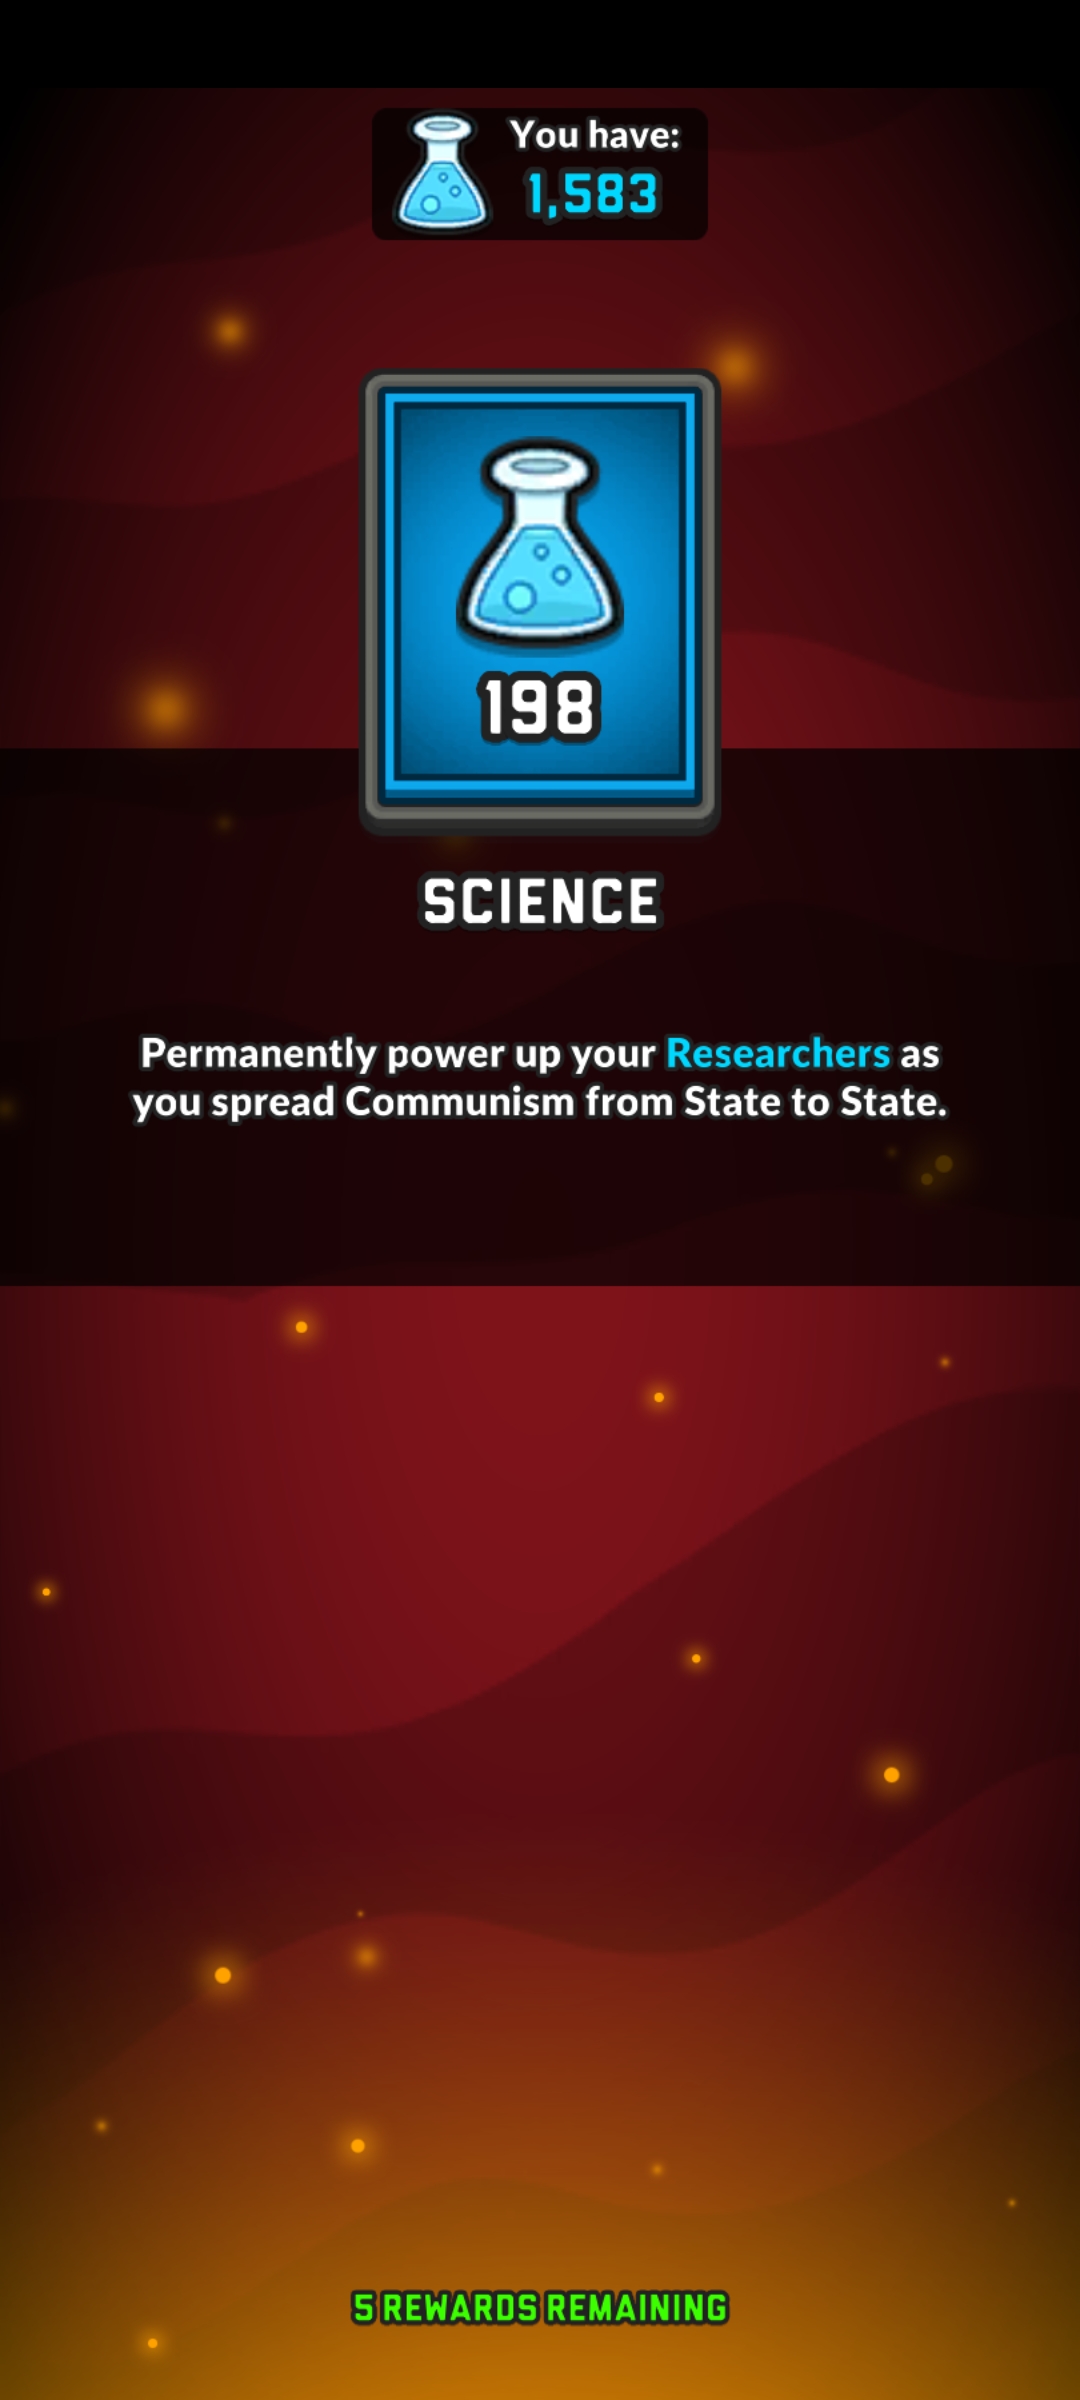 You have:
1,583
198
SCIENCE
Permanently power up your Researchers as
you spread Communism from State to State.
5 REWARDS REMAINING